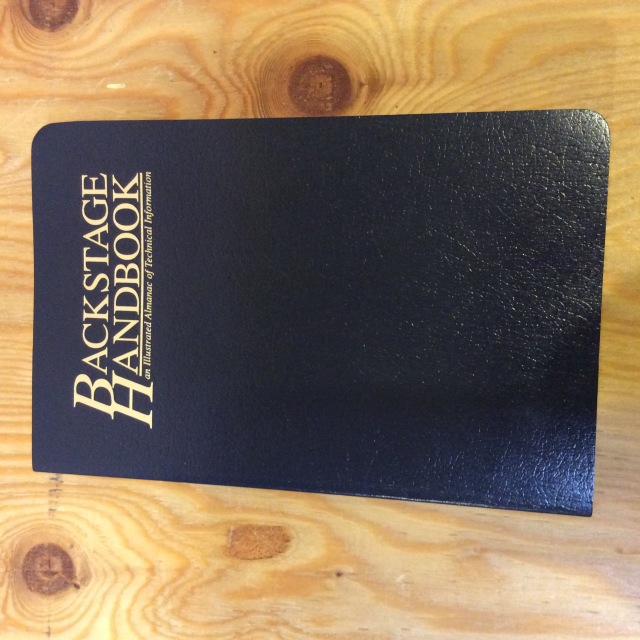 BACKSTAGE
HANDBOOK
an Illustrated Almanac of Technical Information